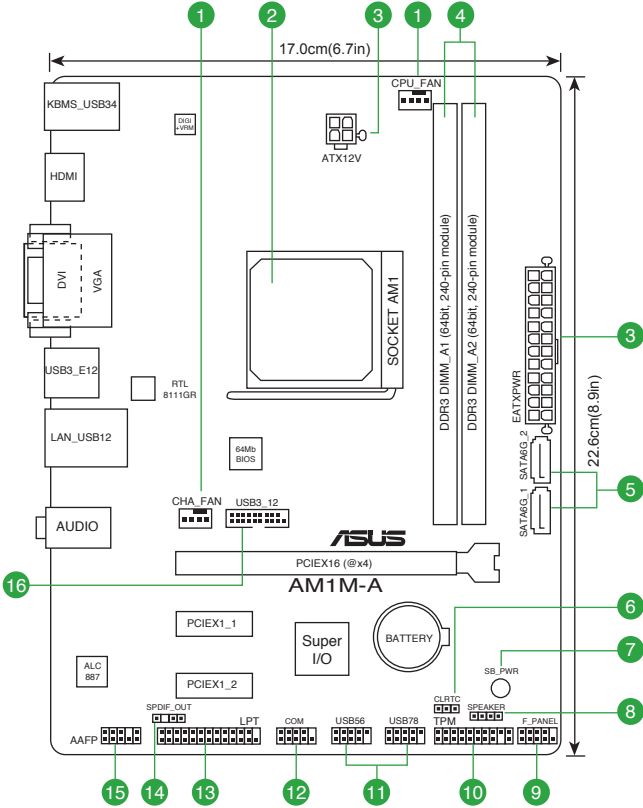 1
2
3
1
4
17.0cm(6.7in)
CPU_FAN
KBMS_USB34
DIGI
+VRM
ATX12V
HDMI
DVI
VGA
SOCKET AM1
DDR3 DIMM_A1 (64bit, 240-pin module)
DDR3 DIMM_A2 (64bit, 240-pin module)
EATXPWR
3
22.6cm(8.9in)
USB3_E12
RTL
8111GR
LAN_USB12
64Mb
BIOS
SATA6G_2
SATA6G_1
5
CHA_FAN
USB3_12
AUDIO
ASUS
PCIEX16 (@x4)
AM1M-A
16
PCIEX1_1
Super
I/O
BATTERY
6
7
ALC
887
PCIEX1_2
CLRTC
SB_PWR
SPEAKER
8
SPDIF_OUT
AAFP
LPT
COM
USB56
USB78
TPM
F_PANEL
15
14
13
12
11
10
9